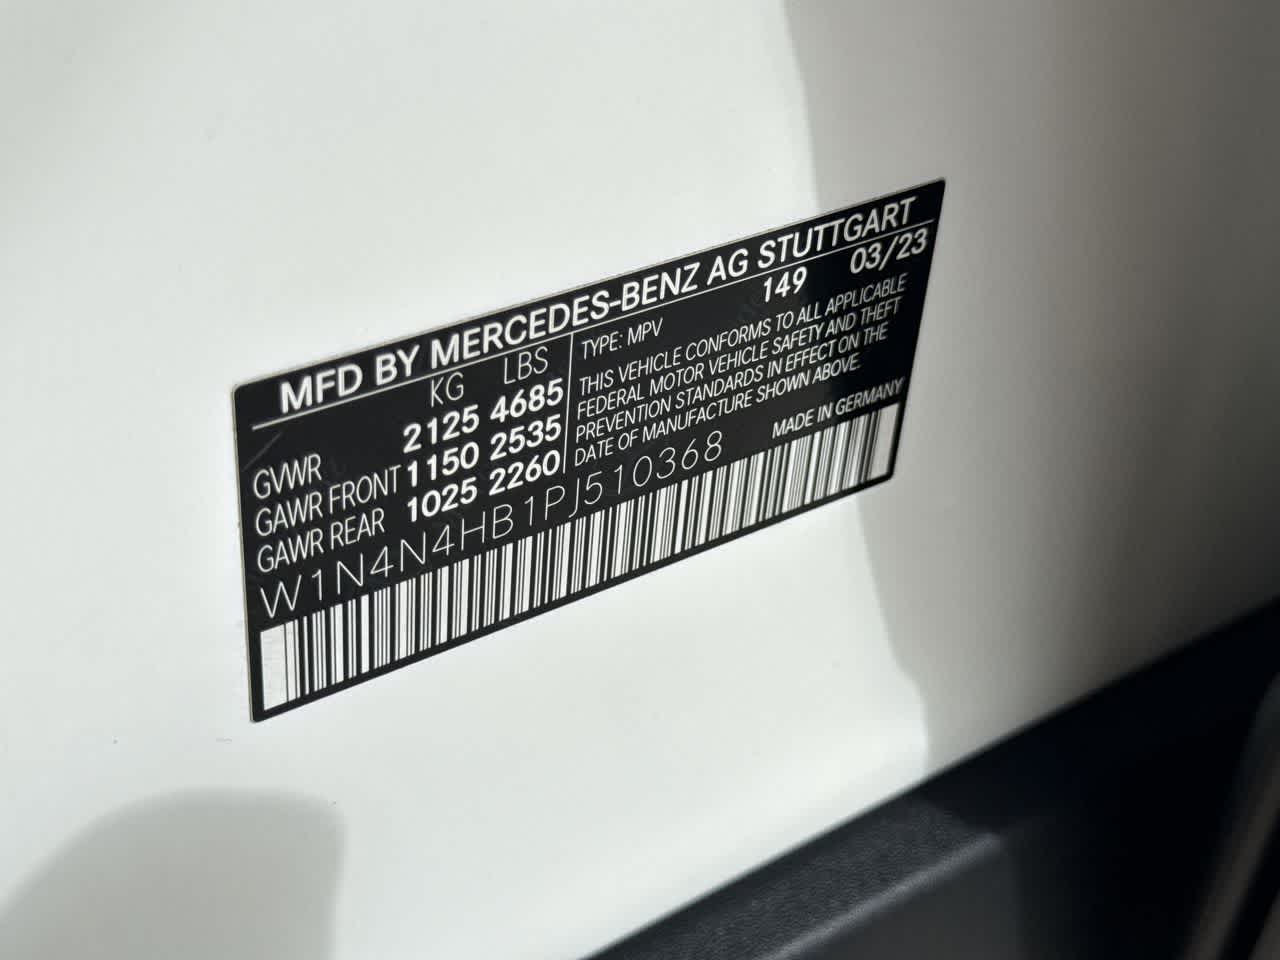 MFD BY MERCEDES-BENZ AG STUTTGART
KG LBS
149 03/23
GVWR 2125 4685
GAWR FRONT 1150 2535
GAWR REAR 1025 2260
TYPE: MPV
THIS VEHICLE CONFORMS TO ALL APPLICABLE
FEDERAL MOTOR VEHICLE SAFETY AND THEFT
PREVENTION STANDARDS IN EFFECT ON THE
DATE OF MANUFACTURE SHOWN ABOVE.
W1N4N4HB1PJ510368
MADE IN GERMANY